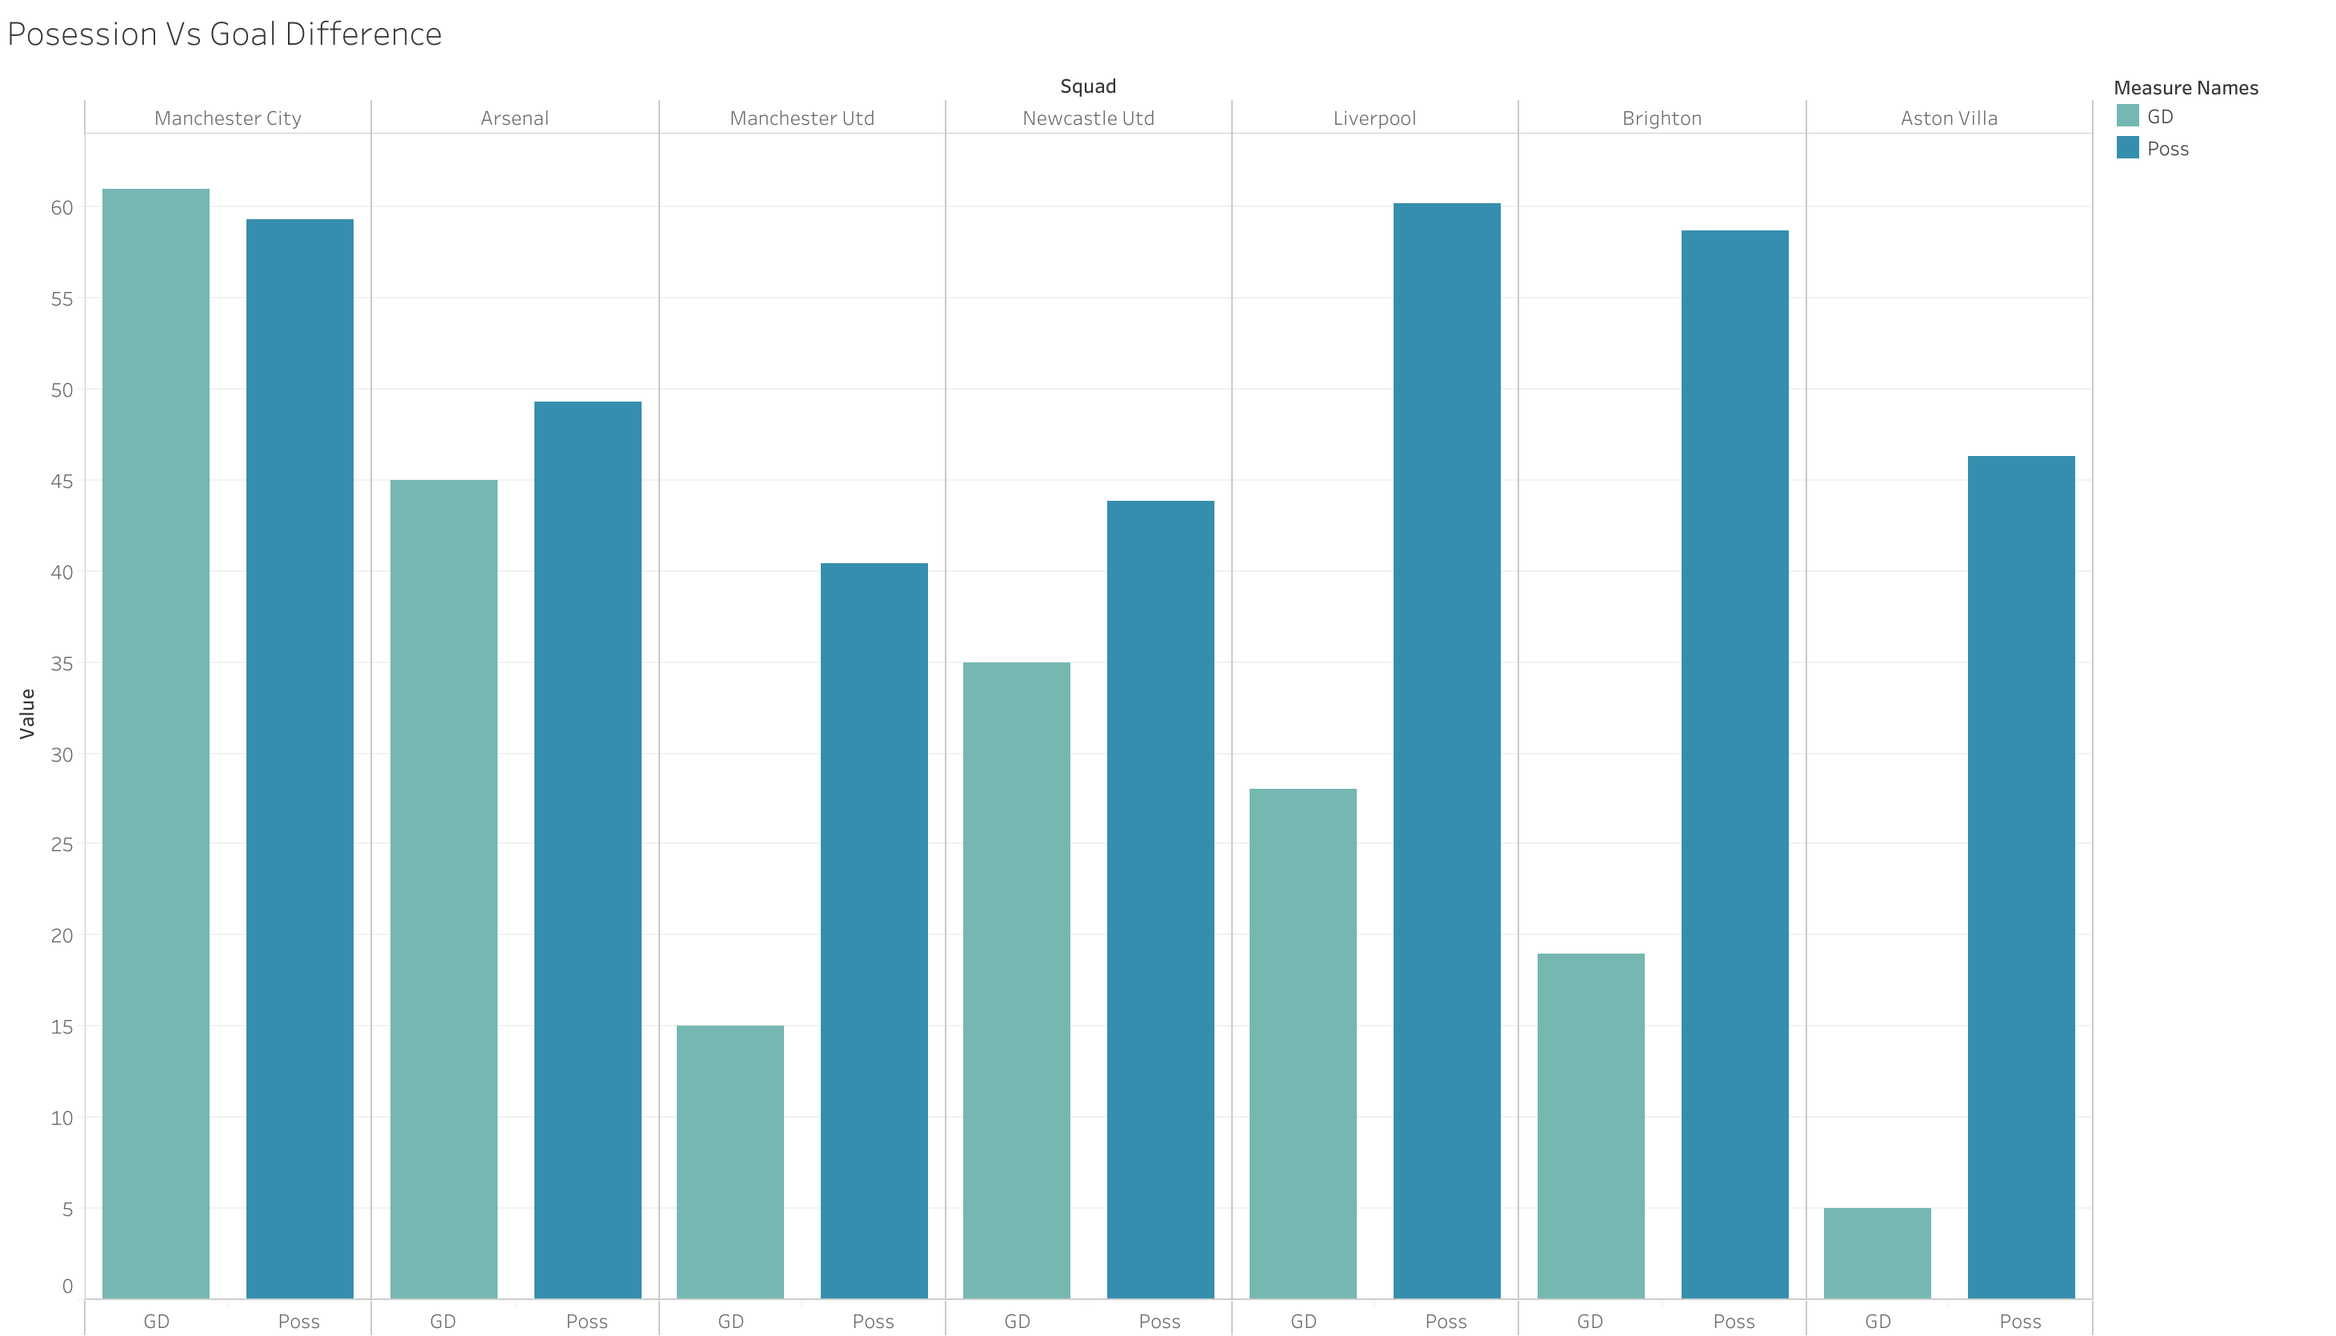 Posession Vs Goal Difference
Squad
Measure Names
Manchester City Arsenal Manchester Utd Newcastle Utd Liverpool Brighton Aston Villa
GD
Poss
60
55
50
45
40
35
30
25
20
15
10
5
0
Value
GD Poss GD Poss GD Poss GD Poss GD Poss GD Poss GD Poss